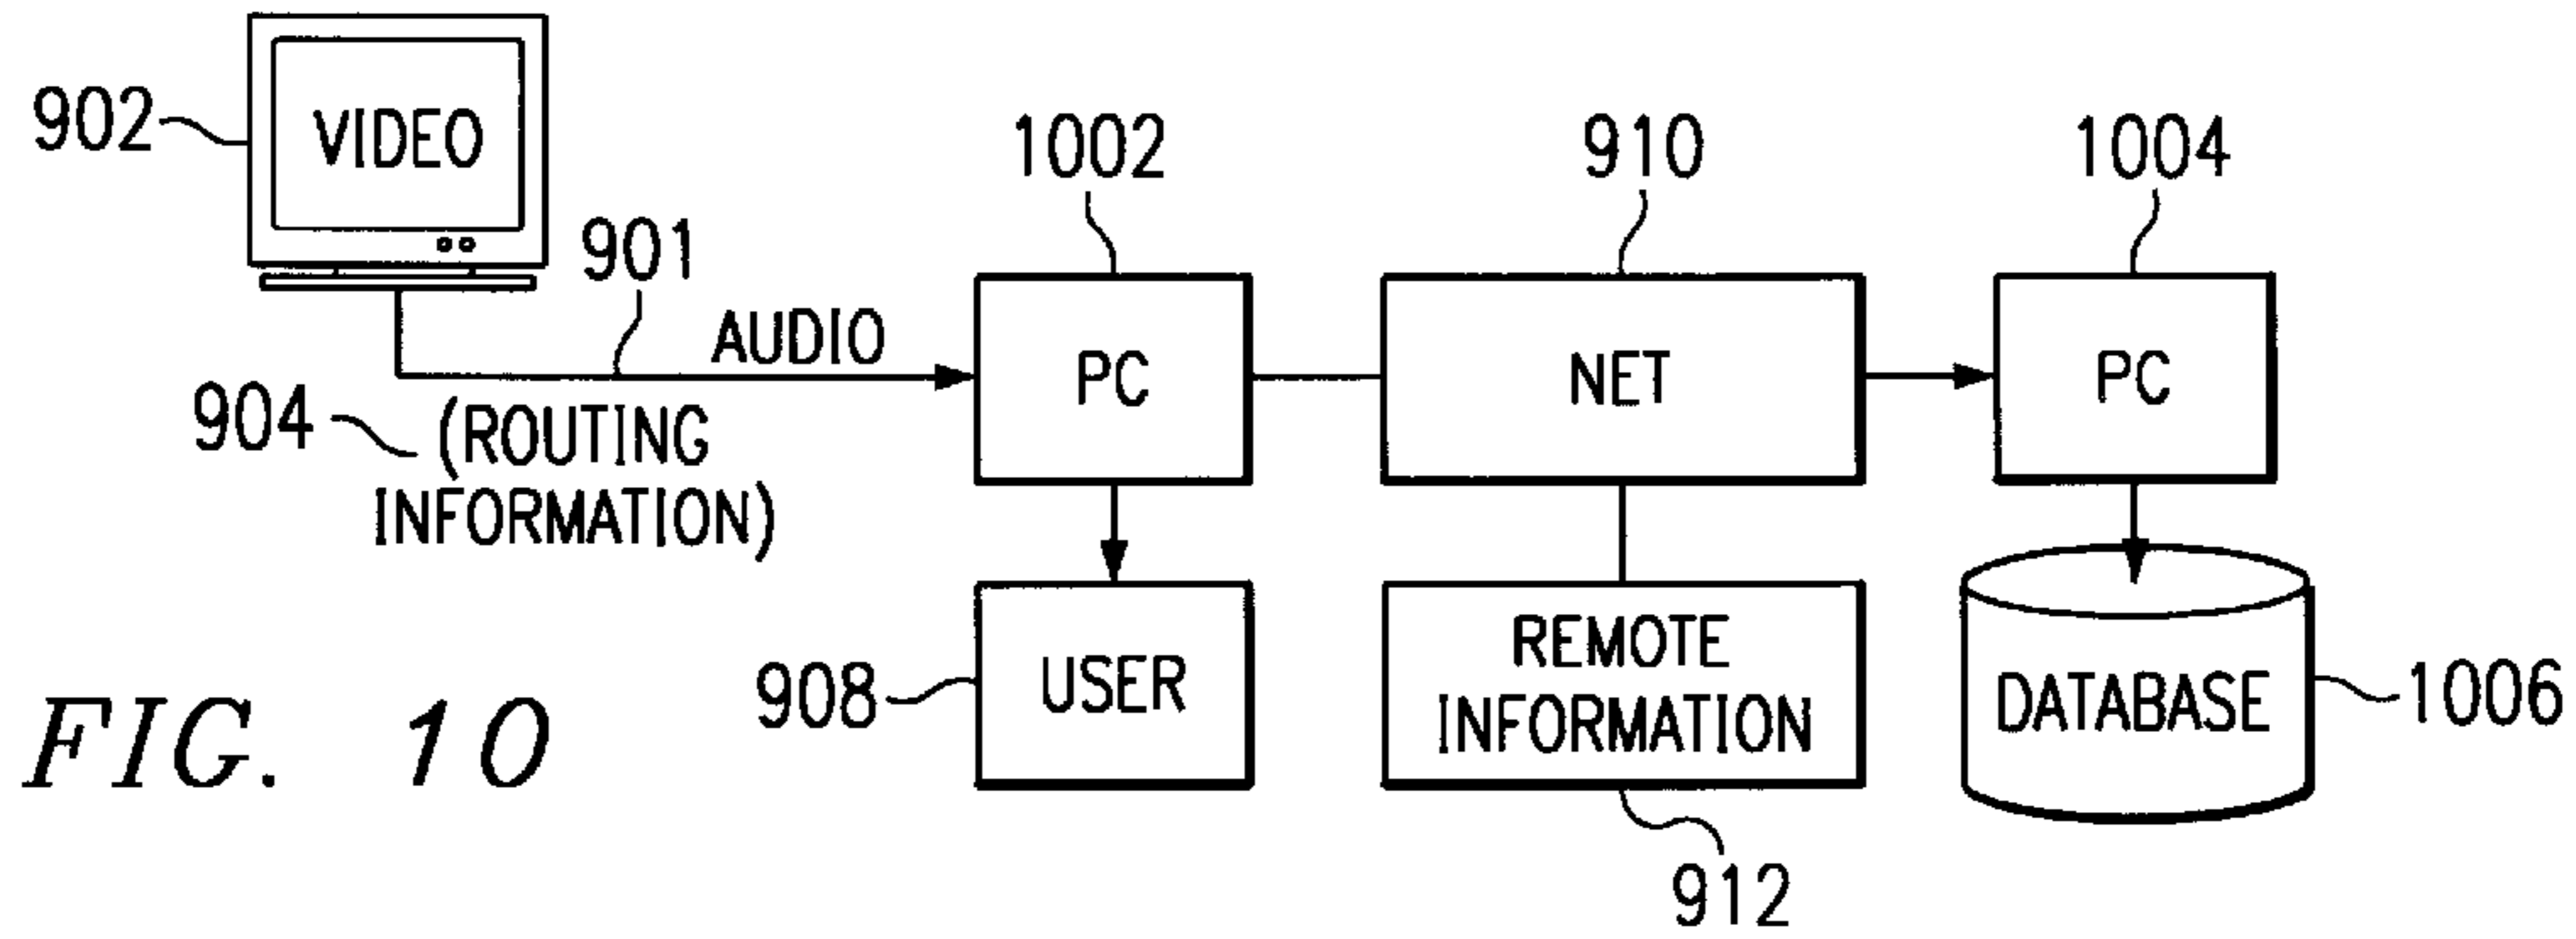 902
VIDEO
901
AUDIO
904
(ROUTING
INFORMATION)
1002
PC
910
NET
1004
PC
908
USER
REMOTE
INFORMATION
912
DATABASE
1006
FIG. 10